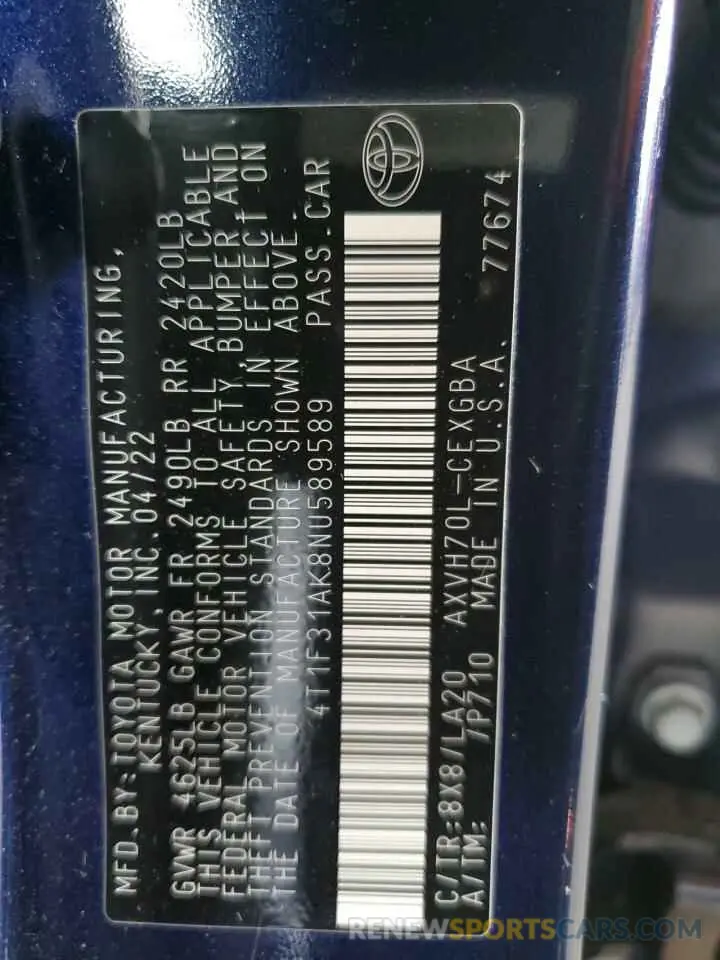 MFD.BY:TOYOTA MOTOR MANUFACTURING,
KENTUCKY,INC.04/22
GVWR 4625LB GAWR FR 2490LB RR 2420LB
THIS VEHICLE CONFORMS TO ALL APPLICABLE
FEDERAL MOTOR VEHICLE SAFETY,BUMPER,AND
THEFT PREVENTION STANDARDS IN EFFECT ON
THE DATE OF MANUFACTURE SHOWN ABOVE.
4T1F31AK8NU589589 PASS.CAR
C/TR:8X8/LA20 AXVH70L-CEXGBA
A/TM: /P710 MADE IN U.S.A. 77674
RENEWSPORTSCARS.COM